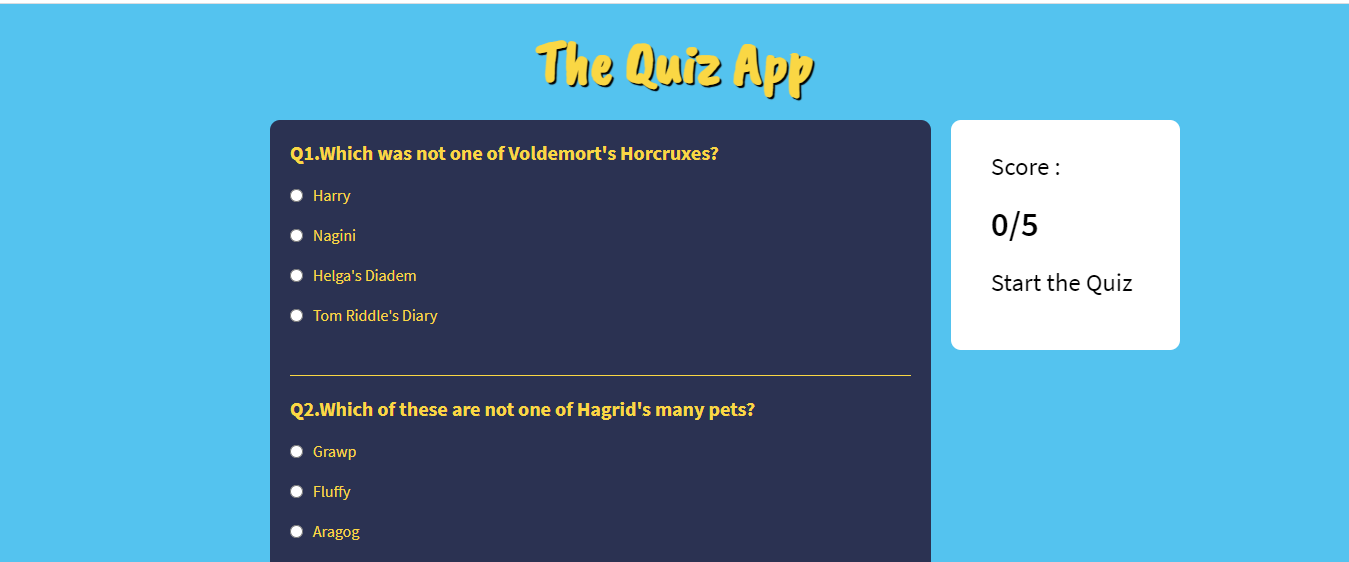 The Quiz App
Q1.Which was not one of Voldemort's Horcruxes?
Harry
Nagini
Helga's Diadem
Tom Riddle's Diary
Q2.Which of these are not one of Hagrid's many pets?
Grawp
Fluffy
Aragog
Score :
0/5
Start the Quiz